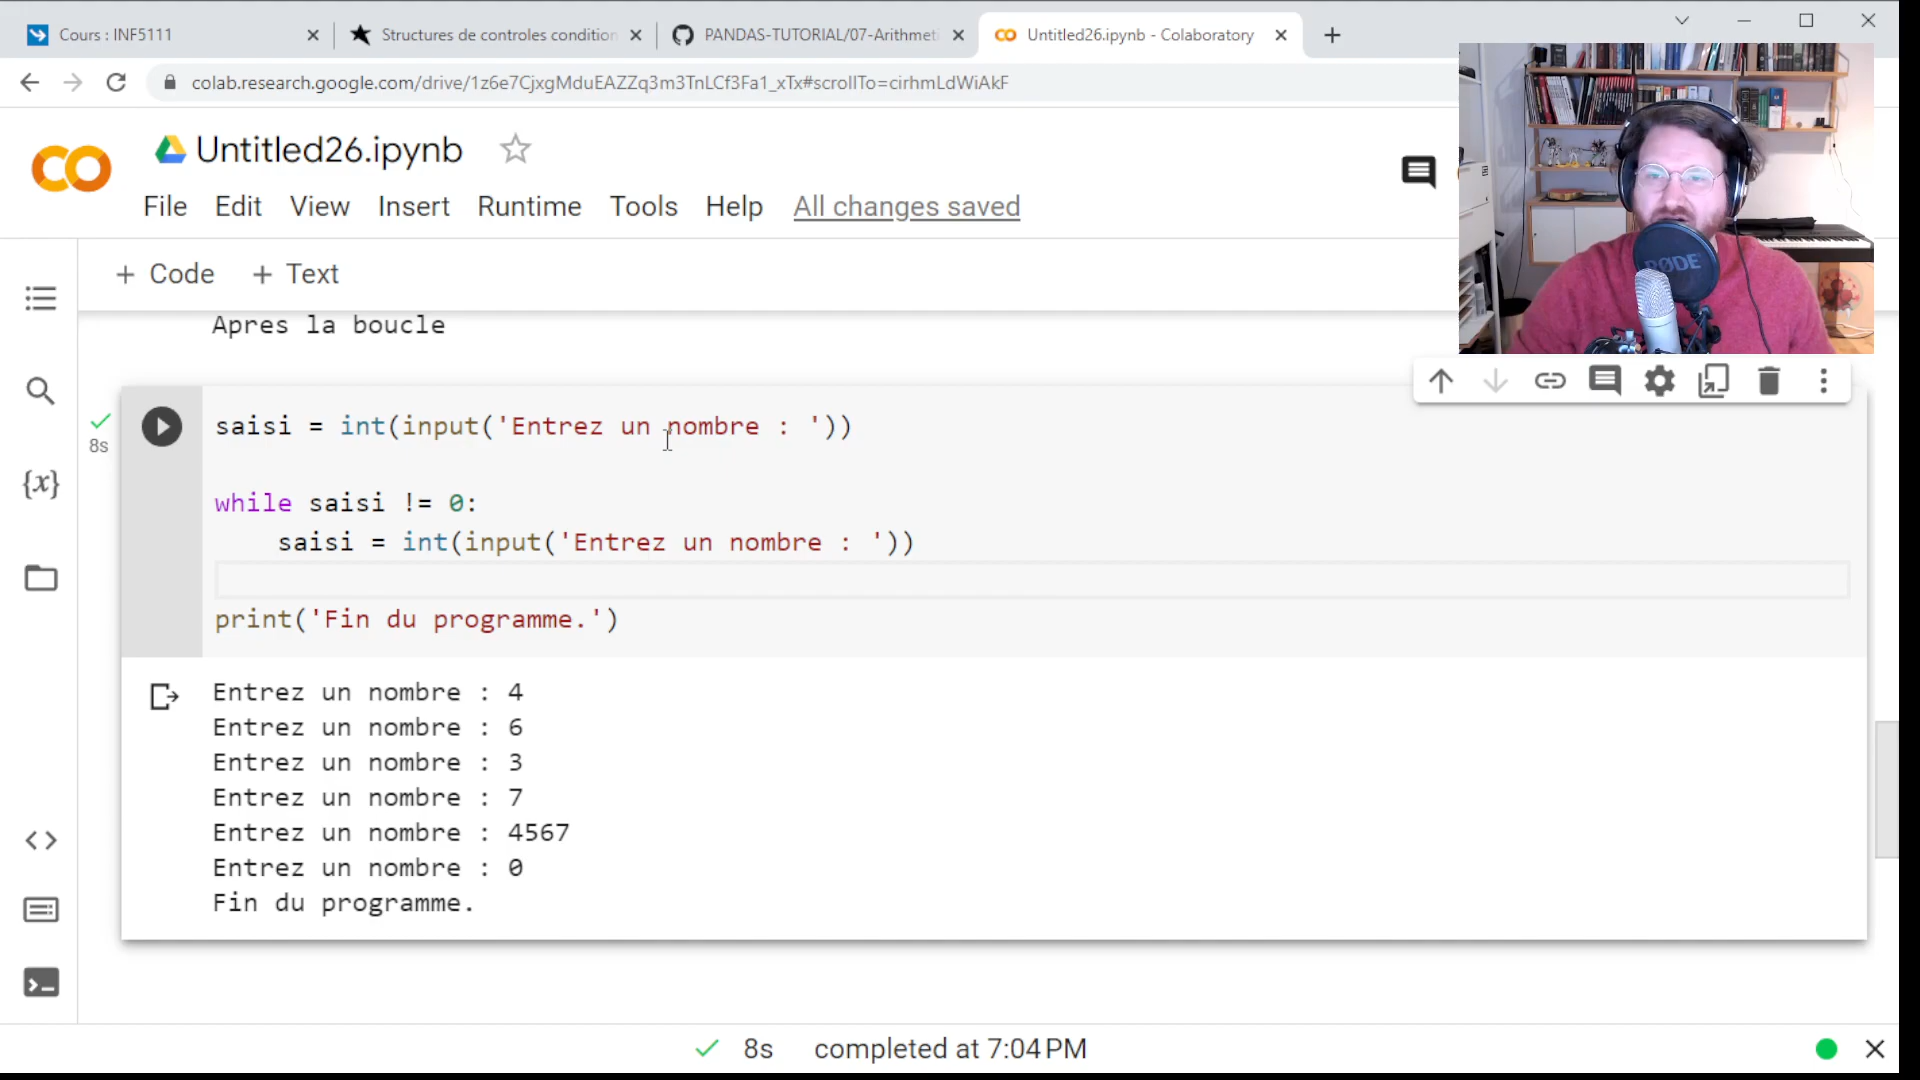 Cours : INF5111
Structures de controles condition
PANDAS-TUTORIAL/07-Arithmeti
Untitled26.ipynb - Colaboratory
colab.research.google.com/drive/1z6e7CjxgMduEAZZq3m3TnLCf3Fa1_xTx#scrollTo=cirhmLdWiAkF
Untitled26.ipynb
File Edit View Insert Runtime Tools Help All changes saved
+ Code + Text
Apres la boucle
8s
saisi = int(input('Entrez un nombre : '))
while saisi != 0:
saisi = int(input('Entrez un nombre : '))
print('Fin du programme.')
Entrez un nombre : 4
Entrez un nombre : 6
Entrez un nombre : 3
Entrez un nombre : 7
Entrez un nombre : 4567
Entrez un nombre : 0
Fin du programme.
8s completed at 7:04 PM
RØDE